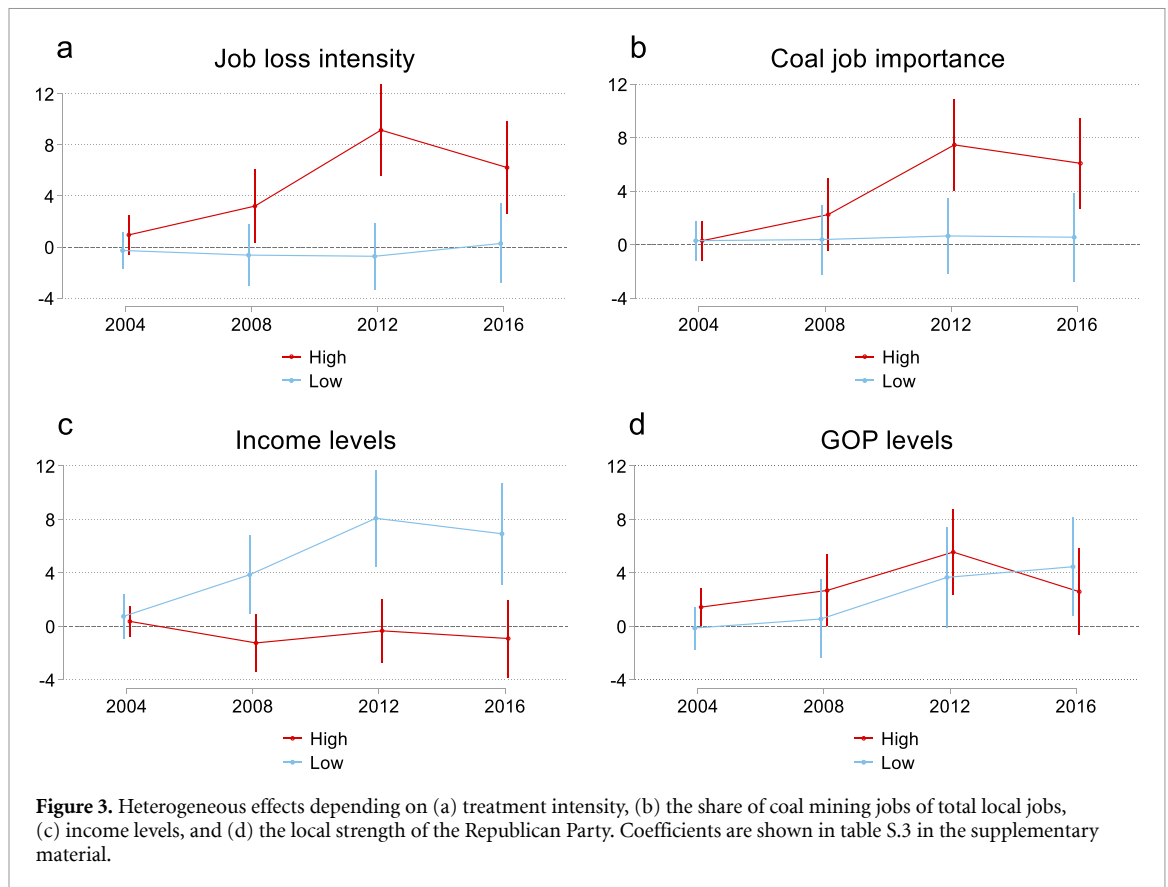 a
Job loss intensity
12
8
4
0
-4
2004 2008 2012 2016
High
Low
b
Coal job importance
12
8
4
0
-4
2004 2008 2012 2016
High
Low
c
Income levels
12
8
4
0
-4
2004 2008 2012 2016
High
Low
d
GOP levels
12
8
4
0
-4
2004 2008 2012 2016
High
Low
Figure 3. Heterogeneous effects depending on (a) treatment intensity, (b) the share of coal mining jobs of total local jobs,
(c) income levels, and (d) the local strength of the Republican Party. Coefficients are shown in table S.3 in the supplementary
material.